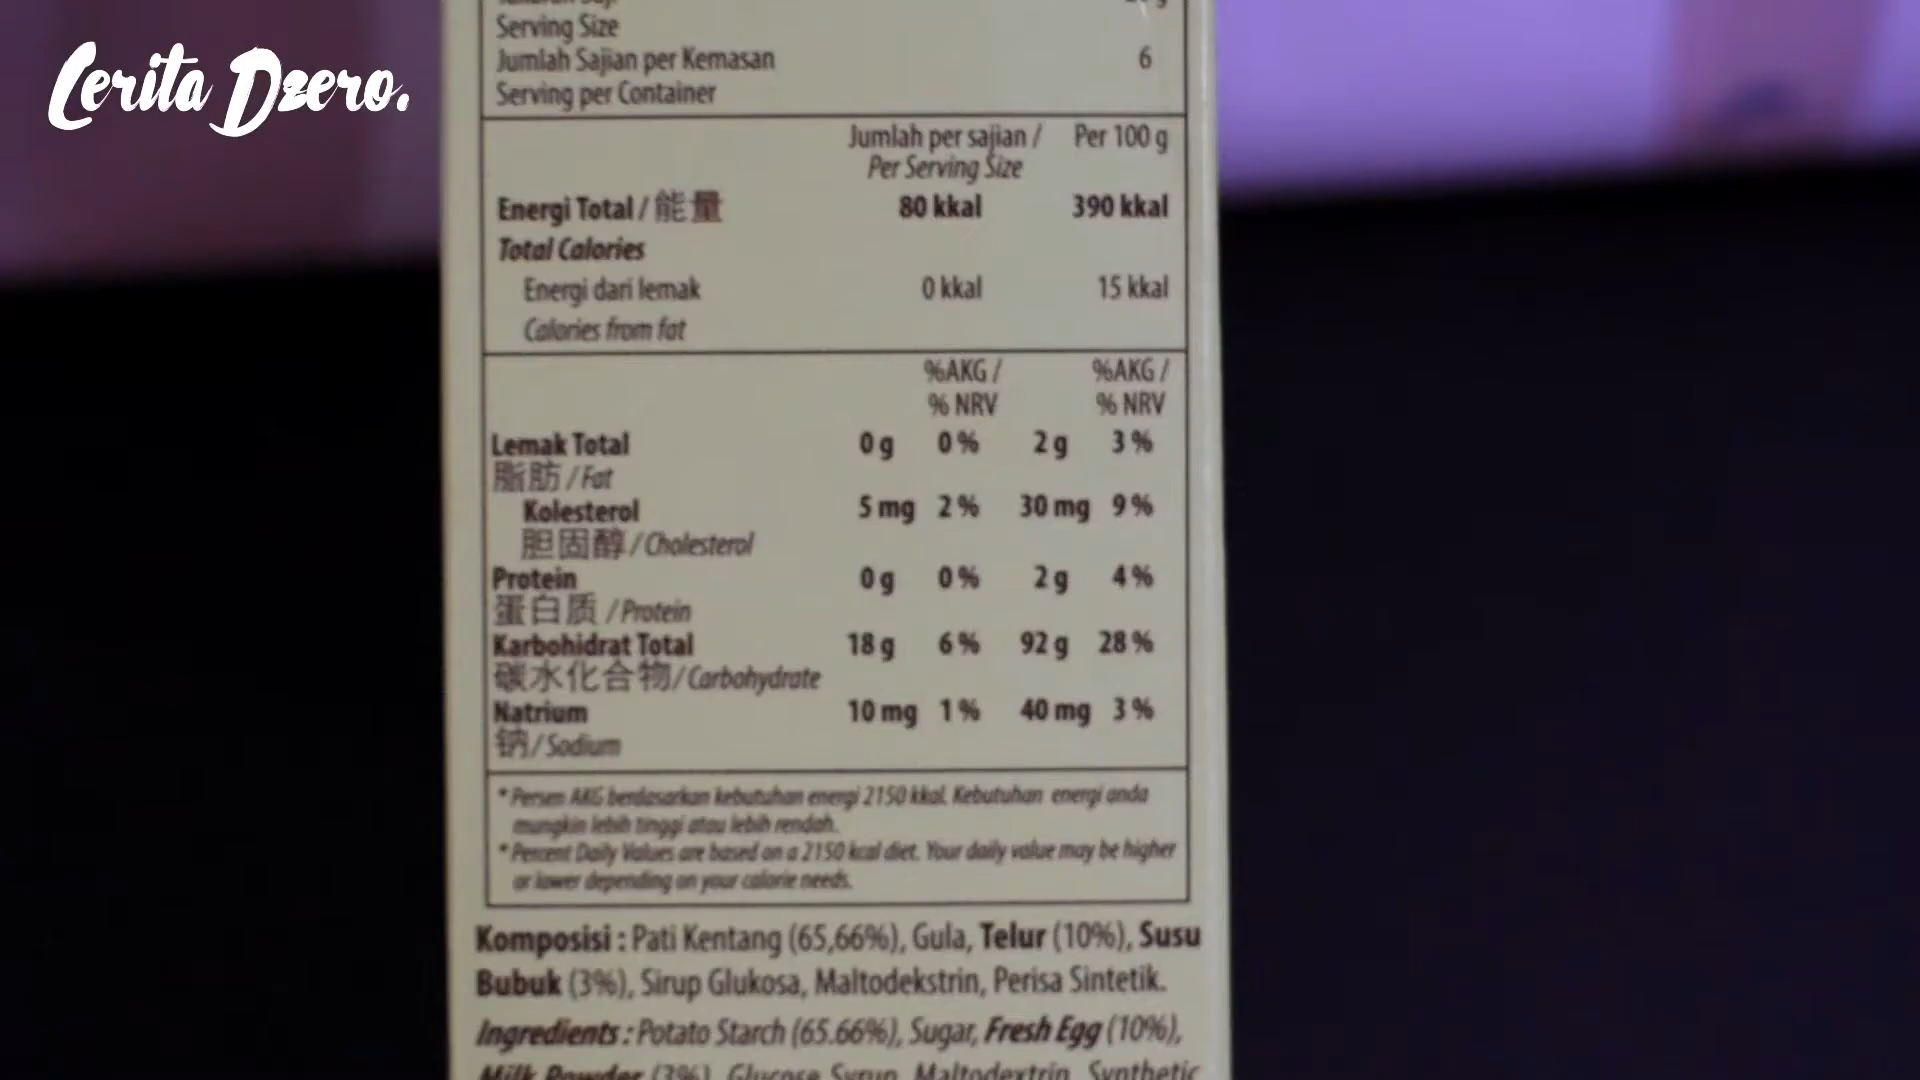 Cerita Dzero.
Serving Size
Jumlah Sajian per Kemasan 6
Serving per Container
Jumlah per sajian / Per 100 g
Per Serving Size
Energi Total / 能量 80 kkal 390 kkal
Total Calories
Energi dari lemak 0 kkal 15 kkal
Calories from fat
%AKG / %AKG /
% NRV % NRV
Lemak Total 0 g 0 % 2 g 3 %
脂肪 / Fat
Kolesterol 5 mg 2 % 30 mg 9 %
胆固醇 / Cholesterol
Protein 0 g 0 % 2 g 4 %
蛋白质 / Protein
Karbohidrat Total 18 g 6 % 92 g 28 %
碳水化合物 / Carbohydrate
Natrium 10 mg 1 % 40 mg 3 %
钠 / Sodium
* Persen AKG berdasarkan kebutuhan energi 2150 kkal. Kebutuhan energi anda
mungkin lebih tinggi atau lebih rendah.
* Percent Daily Values are based on a 2150 kcal diet. Your daily value may be higher
or lower depending on your calorie needs.
Komposisi : Pati Kentang (65,66%), Gula, Telur (10%), Susu
Bubuk (3%), Sirup Glukosa, Maltodekstrin, Perisa Sintetik.
Ingredients : Potato Starch (65.66%), Sugar, Fresh Egg (10%),
Milk Powder (3%), Glucose Syrup, Maltodextrin, Synthetic